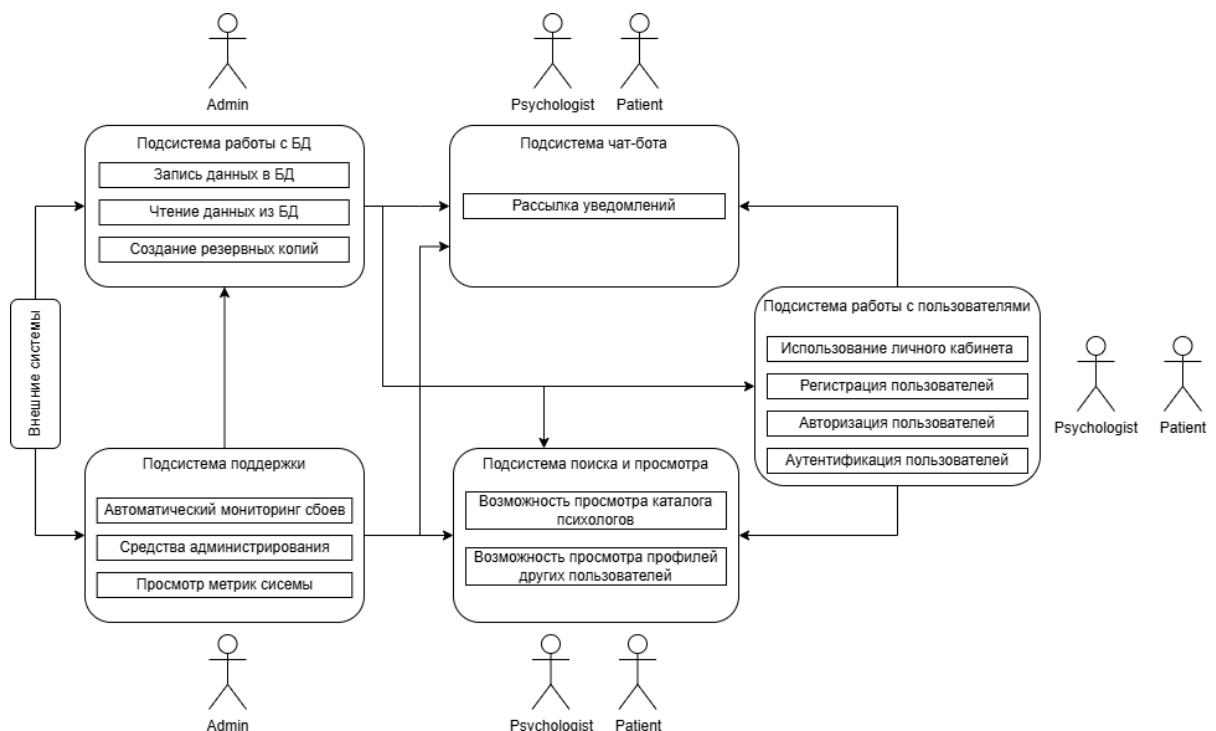 Admin
Psychologist
Patient
Подсистема работы с БД
Запись данных в БД
Чтение данных из БД
Создание резервных копий
Подсистема чат-бота
Рассылка уведомлений
Внешние системы
Подсистема работы с пользователями
Использование личного кабинета
Регистрация пользователей
Авторизация пользователей
Аутентификация пользователей
Psychologist
Patient
Подсистема поддержки
Автоматический мониторинг сбоев
Средства администрирования
Просмотр метрик сисемы
Подсистема поиска и просмотра
Возможность просмотра каталога
психологов
Возможность просмотра профилей
других пользователей
Admin
Psychologist
Patient